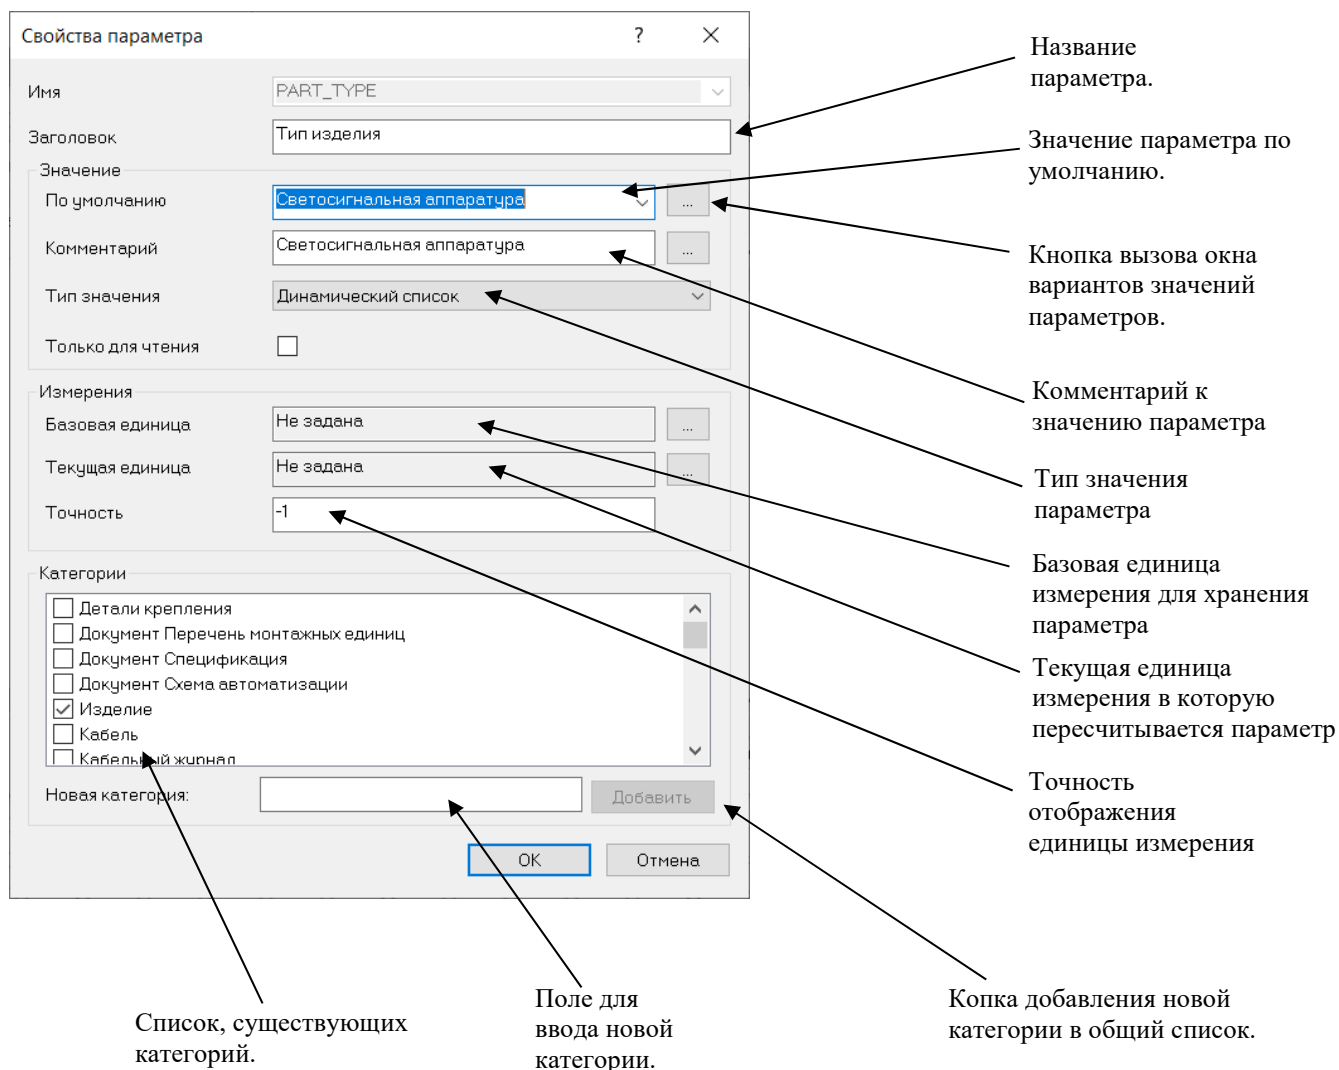 Свойства параметра
?
Имя
PART_TYPE
Заголовок
Тип изделия
Значение
По умолчанию
Светосигнальная аппаратура
...
Комментарий
Светосигнальная аппаратура
...
Тип значения
Динамический список
Только для чтения
Измерения
Базовая единица
Не задана
...
Текущая единица
Не задана
...
Точность
-1
Категории
Детали крепления
Документ Перечень монтажных единиц
Документ Спецификация
Документ Схема автоматизации
Изделие
Кабель
Кабельный журнал
Новая категория:
Добавить
OK
Отмена
Название
параметра.
Значение параметра по
умолчанию.
Кнопка вызова окна
вариантов значений
параметров.
Комментарий к
значению параметра
Тип значения
параметра
Базовая единица
измерения для хранения
параметра
Текущая единица
измерения в которую
пересчитывается параметр
Точность
отображения
единицы измерения
Список, существующих
категорий.
Поле для
ввода новой
категории.
Копка добавления новой
категории в общий список.